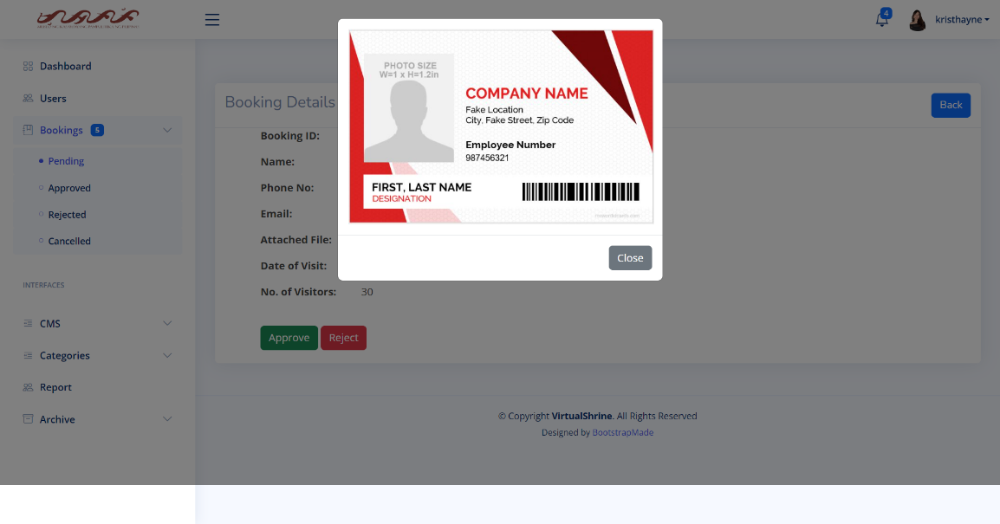 4
kristhayne
Dashboard
Users
Bookings 5
Pending
Approved
Rejected
Cancelled
INTERFACES
CMS
Categories
Report
Archive
Booking Details
Back
Booking ID:
Name:
Phone No:
Email:
Attached File:
Date of Visit:
No. of Visitors: 30
Approve Reject
PHOTO SIZE
W=1 x H=1.2in
COMPANY NAME
Fake Location
City, Fake Street, Zip Code
Employee Number
987456321
FIRST, LAST NAME
DESIGNATION
Close
© Copyright VirtualShrine. All Rights Reserved
Designed by BootstrapMade